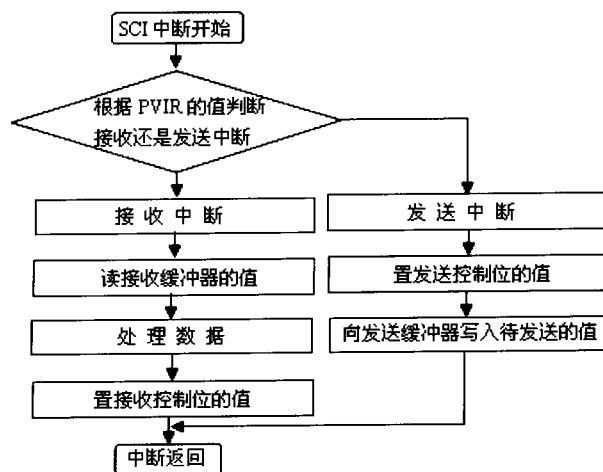 SCI 中断开始
根据 PVIR 的值判断
接收还是发送中断
接 收 中 断
发 送 中 断
读接收缓冲器的值
置发送控制位的值
处 理 数 据
向发送缓冲器写入待发送的值
置接收控制位的值
中断返回